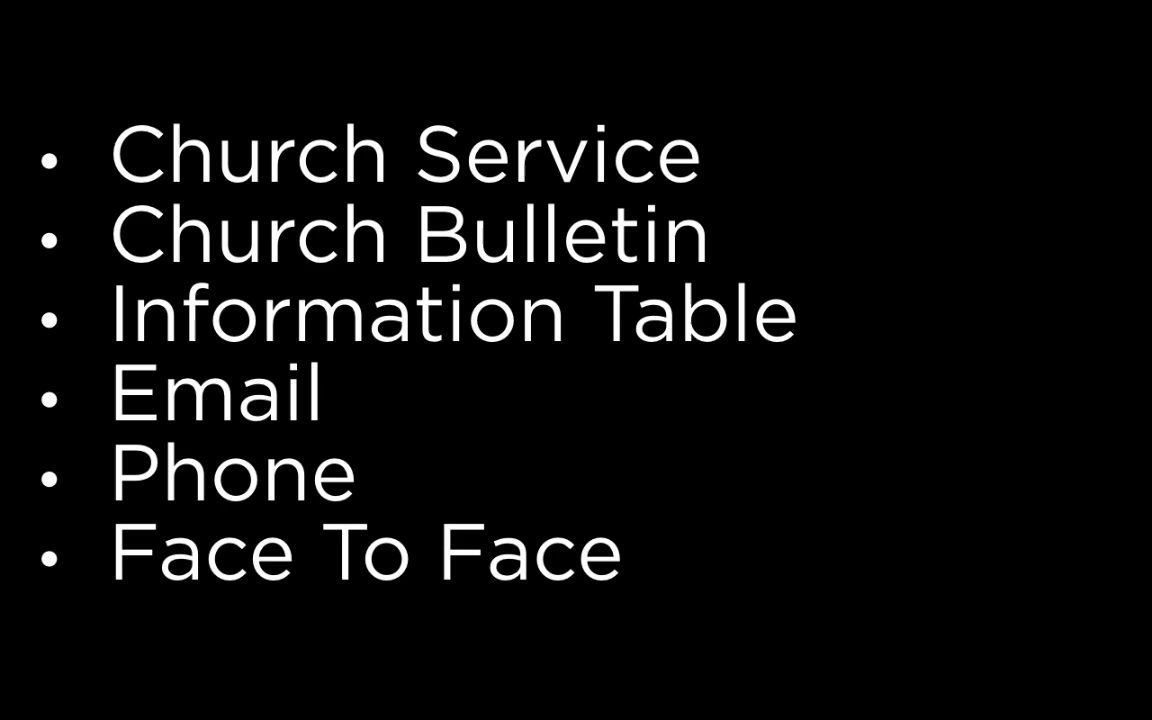 • Church Service
• Church Bulletin
• Information Table
• Email
• Phone
• Face To Face